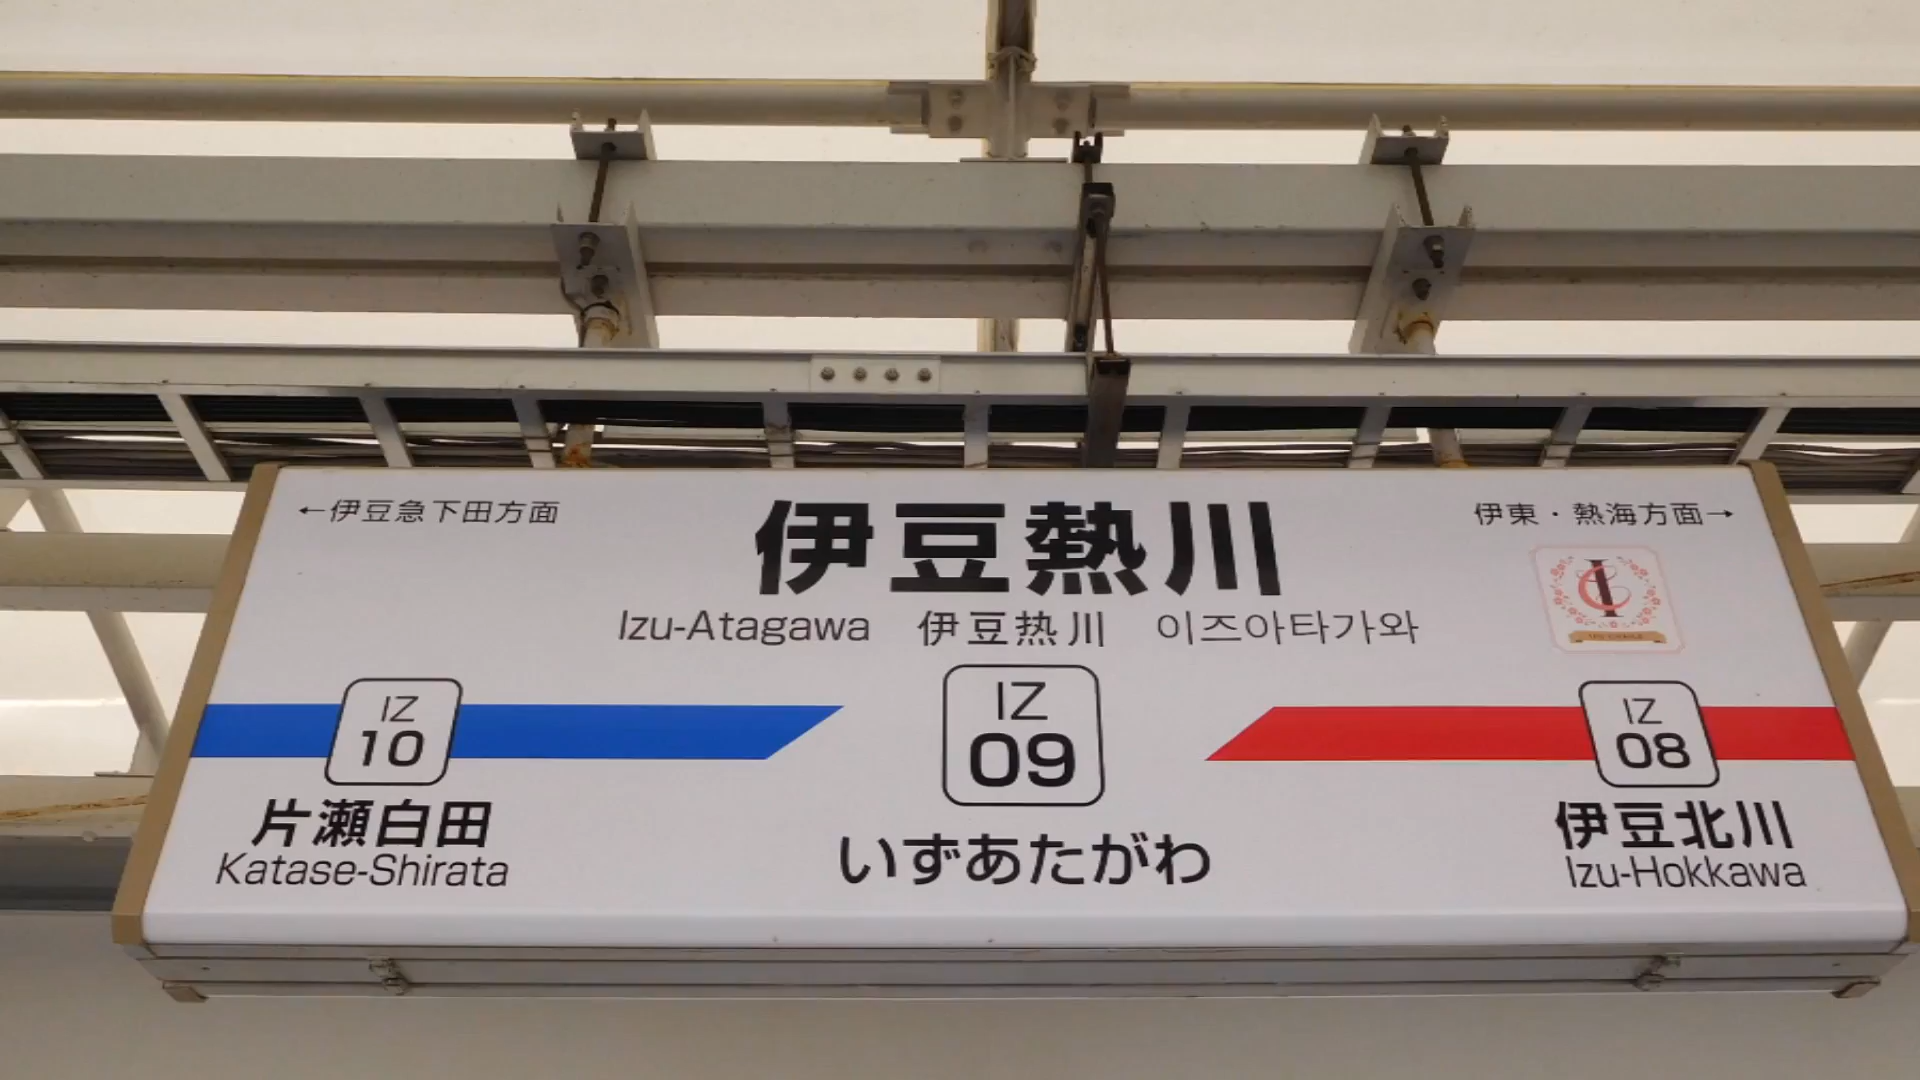 ←伊豆急下田方面
伊豆熱川
伊東・熱海方面→
Izu-Atagawa 伊豆热川 이즈아타가와
IZ
10
IZ
09
IZ
08
片瀬白田
Katase-Shirata
いずあたがわ
伊豆北川
Izu-Hokkawa